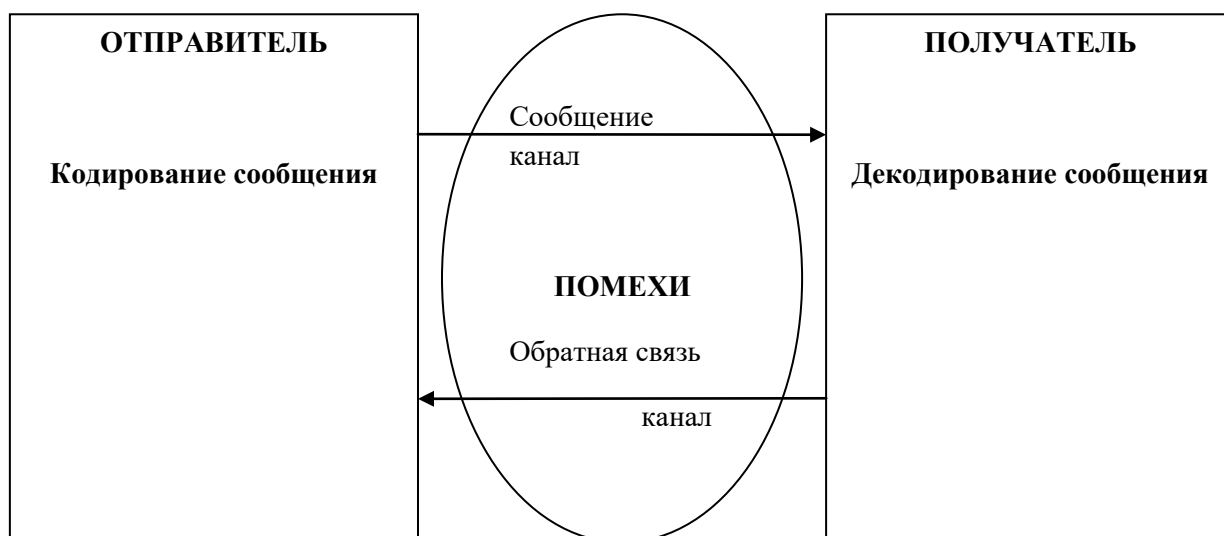 ОТПРАВИТЕЛЬ
Кодирование сообщения
Сообщение
канал
ПОМЕХИ
Обратная связь
канал
ПОЛУЧАТЕЛЬ
Декодирование сообщения